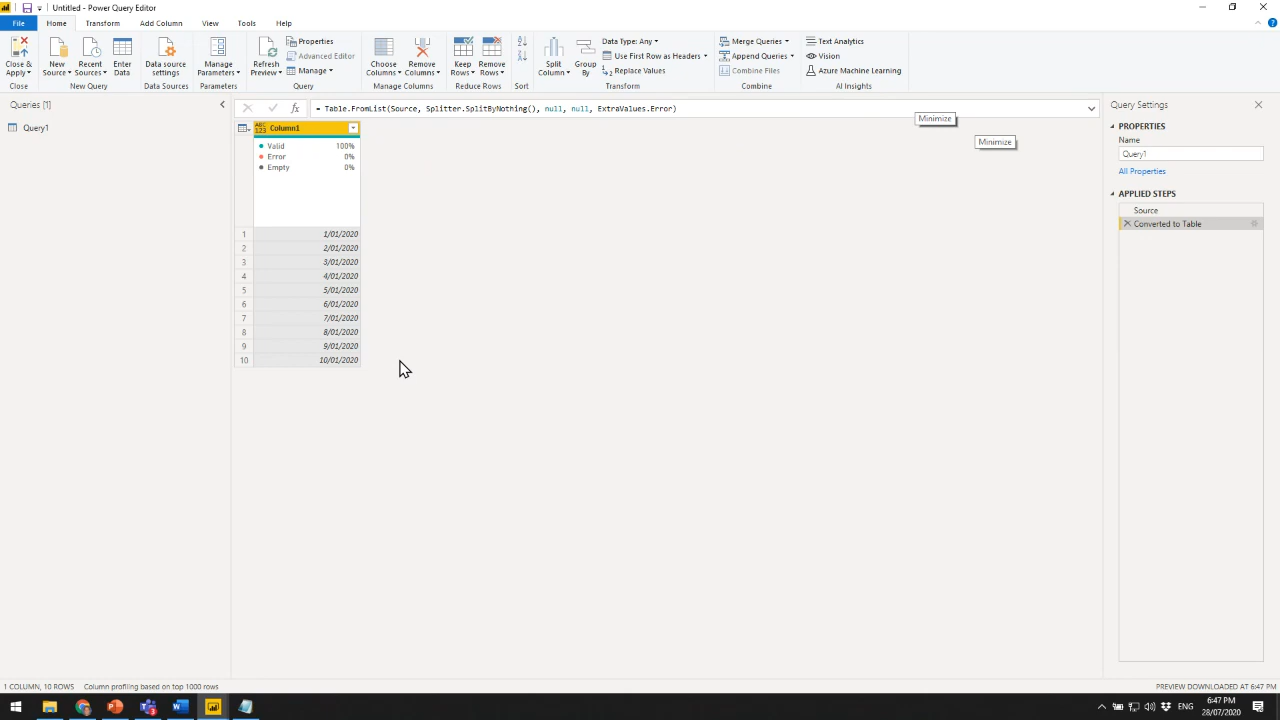 Untitled - Power Query Editor
File
Home
Transform
Add Column
View
Tools
Help
Close & Apply
Close
New Source
Recent Sources
Enter Data
New Query
Data source settings
Data Sources
Manage Parameters
Parameters
Refresh Preview
Properties
Advanced Editor
Manage
Query
Choose Columns
Remove Columns
Manage Columns
Keep Rows
Remove Rows
Reduce Rows
Sort
Split Column
Group By
Data Type: Any
Use First Row as Headers
Replace Values
Transform
Merge Queries
Append Queries
Combine Files
Combine
Text Analytics
Vision
Azure Machine Learning
AI Insights
Queries [1]
Query1
fx
= Table.FromList(Source, Splitter.SplitByNothing(), null, null, ExtraValues.Error)
Minimize
Minimize
ABC 123 Column1
Valid 100%
Error 0%
Empty 0%
1 1/01/2020
2 2/01/2020
3 3/01/2020
4 4/01/2020
5 5/01/2020
6 6/01/2020
7 7/01/2020
8 8/01/2020
9 9/01/2020
10 10/01/2020
Query Settings
PROPERTIES
Name
Query1
All Properties
APPLIED STEPS
Source
Converted to Table
1 COLUMN, 10 ROWS
Column profiling based on top 1000 rows
PREVIEW DOWNLOADED AT 6:47 PM
ENG
6:47 PM
28/07/2020